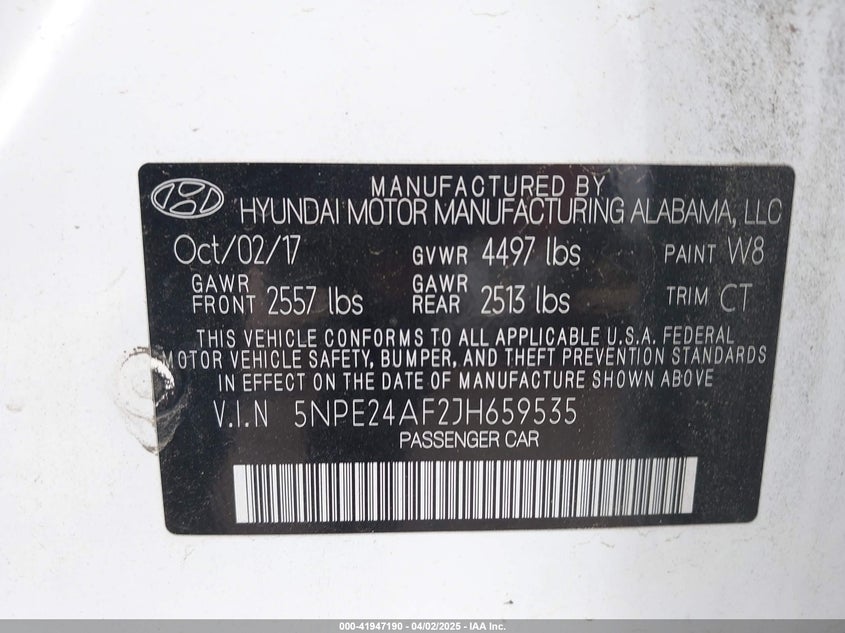 MANUFACTURED BY
HYUNDAI MOTOR MANUFACTURING ALABAMA, LLC
Oct/02/17 GVWR 4497 lbs PAINT W8
GAWR FRONT 2557 lbs GAWR REAR 2513 lbs TRIM CT
THIS VEHICLE CONFORMS TO ALL APPLICABLE U.S.A. FEDERAL
MOTOR VEHICLE SAFETY, BUMPER, AND THEFT PREVENTION STANDARDS
IN EFFECT ON THE DATE OF MANUFACTURE SHOWN ABOVE
V.I.N 5NPE24AF2JH659535
PASSENGER CAR
000-41947190 - 04/02/2025 - IAA Inc.